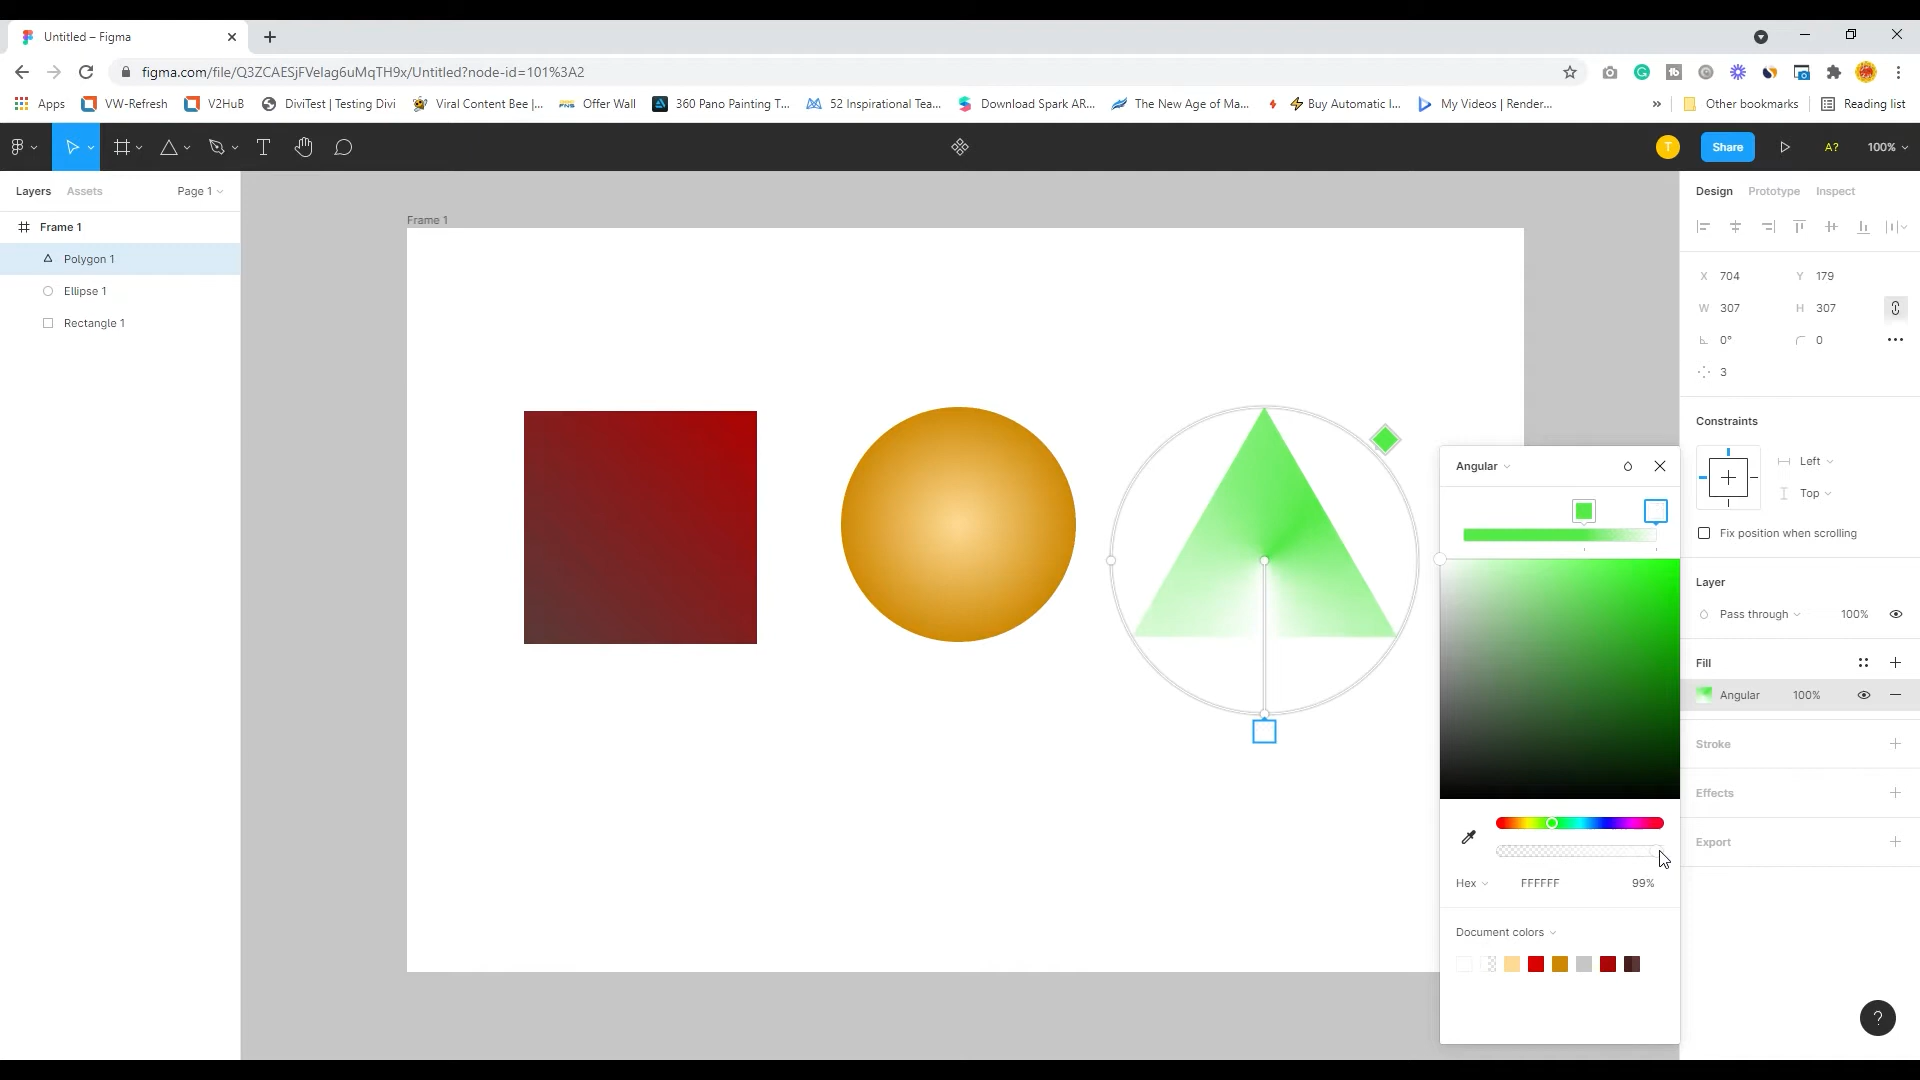 Untitled – Figma
figma.com/file/Q3ZCAESjFVelag6uMqTH9x/Untitled?node-id=101%3A2
Apps VW-Refresh V2HuB DiviTest | Testing Divi Viral Content Bee |... Offer Wall 360 Pano Painting T... 52 Inspirational Tea... Download Spark AR... The New Age of Ma... Buy Automatic I... My Videos | Render... » Other bookmarks Reading list
T Share A? 100%
Layers Assets Page 1
Design Prototype Inspect
Frame 1
Polygon 1
Ellipse 1
Rectangle 1
Frame 1
X 704 Y 179
W 307 H 307
0° 0
3
Constraints
Left
Top
Fix position when scrolling
Layer
Pass through 100%
Fill
Angular 100%
Stroke
Effects
Export
Angular
Hex FFFFFF 99%
Document colors
?